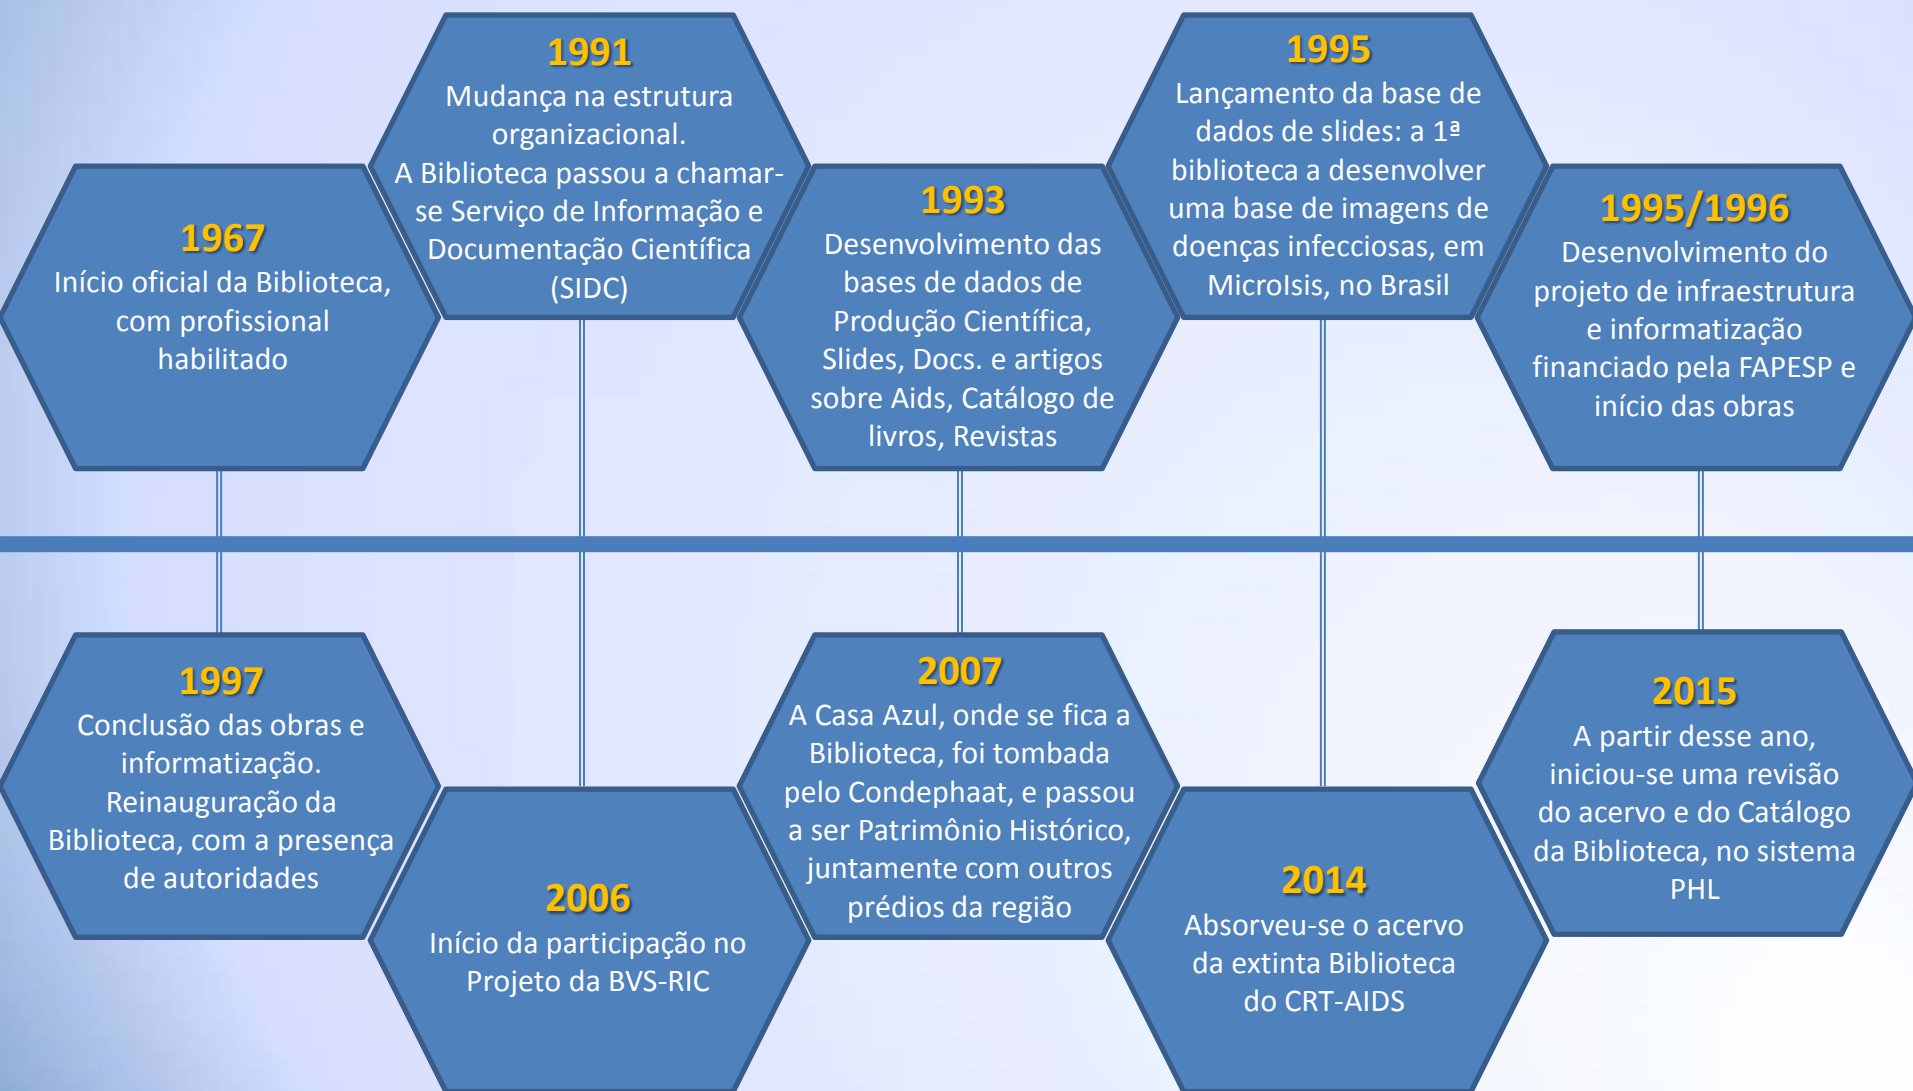 1967
Início oficial da Biblioteca,
com profissional
habilitado
1991
Mudança na estrutura
organizacional.
A Biblioteca passou a chamar-
se Serviço de Informação e
Documentação Científica
(SIDC)
1993
Desenvolvimento das
bases de dados de
Produção Científica,
Slides, Docs. e artigos
sobre Aids, Catálogo de
livros, Revistas
1995
Lançamento da base de
dados de slides: a 1ª
biblioteca a desenvolver
uma base de imagens de
doenças infecciosas, em
MicroIsis, no Brasil
1995/1996
Desenvolvimento do
projeto de infraestrutura
e informatização
financiado pela FAPESP e
início das obras
1997
Conclusão das obras e
informatização.
Reinauguração da
Biblioteca, com a presença
de autoridades
2006
Início da participação no
Projeto da BVS-RIC
2007
A Casa Azul, onde se fica a
Biblioteca, foi tombada
pelo Condephaat, e passou
a ser Patrimônio Histórico,
juntamente com outros
prédios da região
2014
Absorveu-se o acervo
da extinta Biblioteca
do CRT-AIDS
2015
A partir desse ano,
iniciou-se uma revisão
do acervo e do Catálogo
da Biblioteca, no sistema
PHL